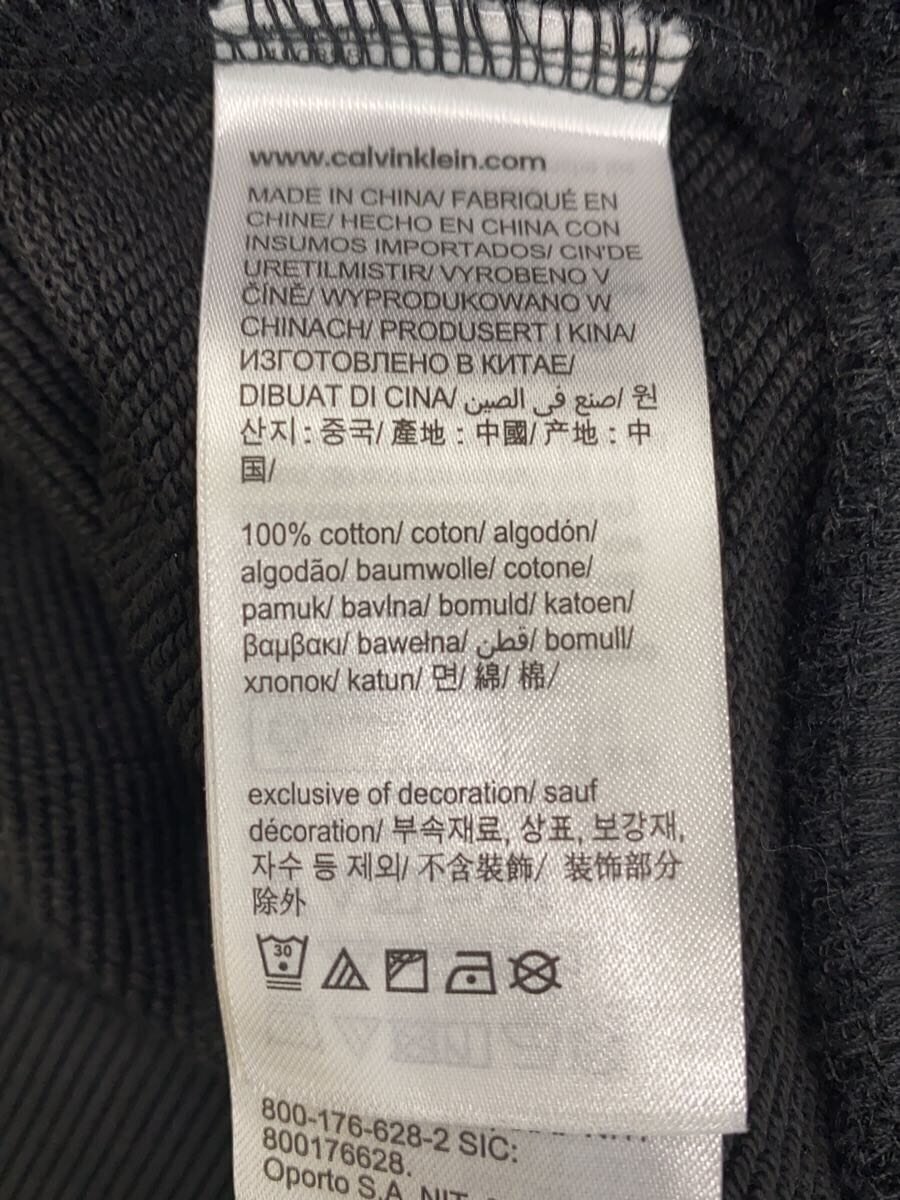 www.calvinklein.com
MADE IN CHINA/ FABRIQUÉ EN
CHINE/ HECHO EN CHINA CON
INSUMOS IMPORTADOS/ CIN'DE
URETILMISTIR/ VYROBENO V
ČÍNĚ/ WYPRODUKOWANO W
CHINACH/ PRODUSERT I KINA/
ИЗГОТОВЛЕНО В КИТАЕ/
DIBUAT DI CINA/ صنع في الصين/ 원
산지 : 중국/ 產地 : 中國/ 产地 : 中
国/
100% cotton/ coton/ algodón/
algodão/ baumwolle/ cotone/
pamuk/ bavlna/ bomuld/ katoen/
βαμβακι/ bawełna/ قطن/ bomull/
хлопок/ katun/ 면/ 綿/ 棉/
exclusive of decoration/ sauf
décoration/ 부속재료, 상표, 보강재,
자수 등 제외/ 不含裝飾/ 装饰部分
除外
30
800-176-628-2 SIC:
800176628.
Oporto S.A. NIT